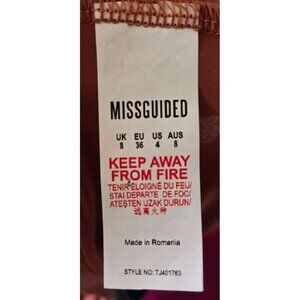 MISSGUIDED
UK EU US AUS
8 36 4 8
KEEP AWAY
FROM FIRE
TENIR ÉLOIGNÉ DU FEU/
STAI DEPARTE DE FOC/
ATEŞTEN UZAK DURUN/
远离火种
Made in Romania
STYLE NO: TJ401763